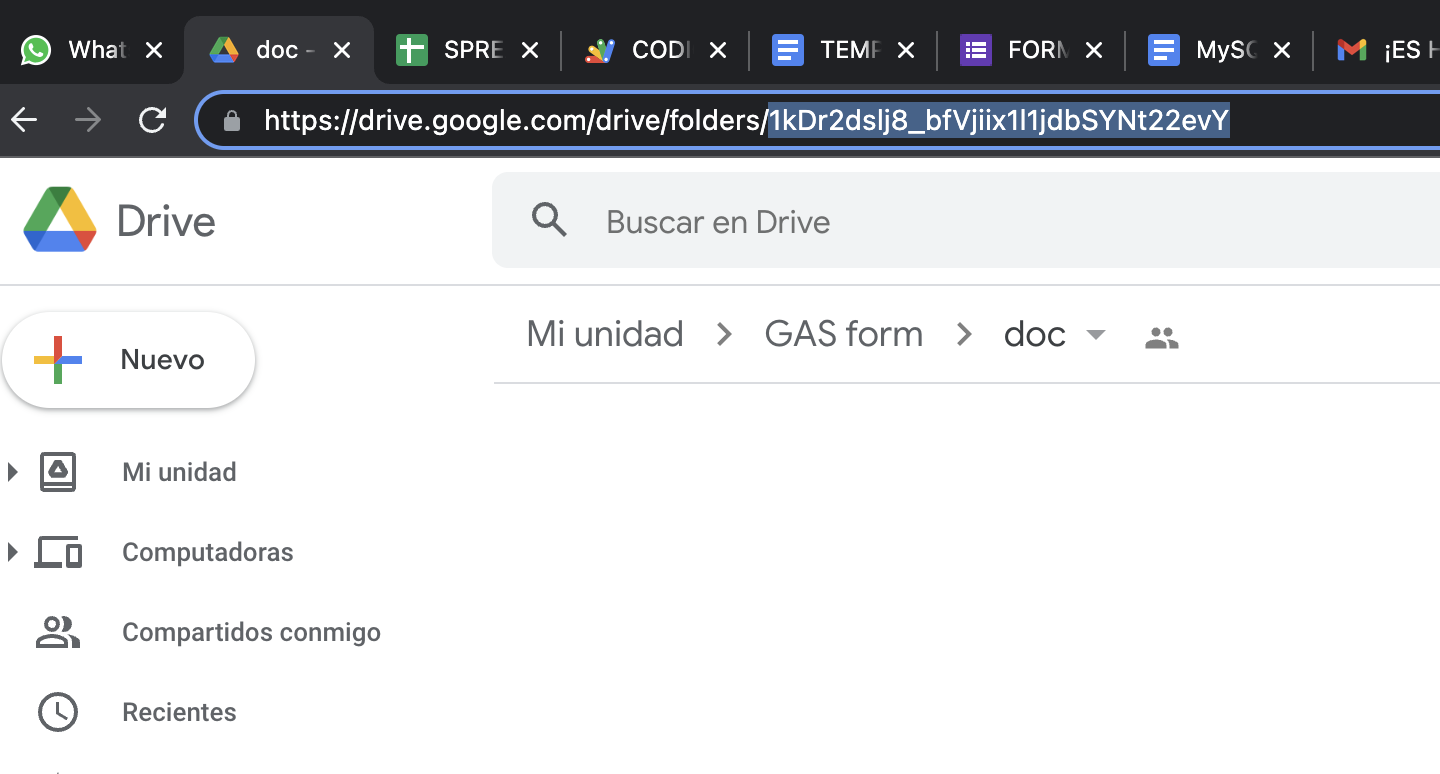 What doc - SPRE CODI TEMP FORM MySQ ¡ES H
https://drive.google.com/drive/folders/1kDr2dslj8_bfVjiix1l1jdbSYNt22evY
Drive Buscar en Drive
Mi unidad > GAS form > doc
Nuevo
Mi unidad
Computadoras
Compartidos conmigo
Recientes